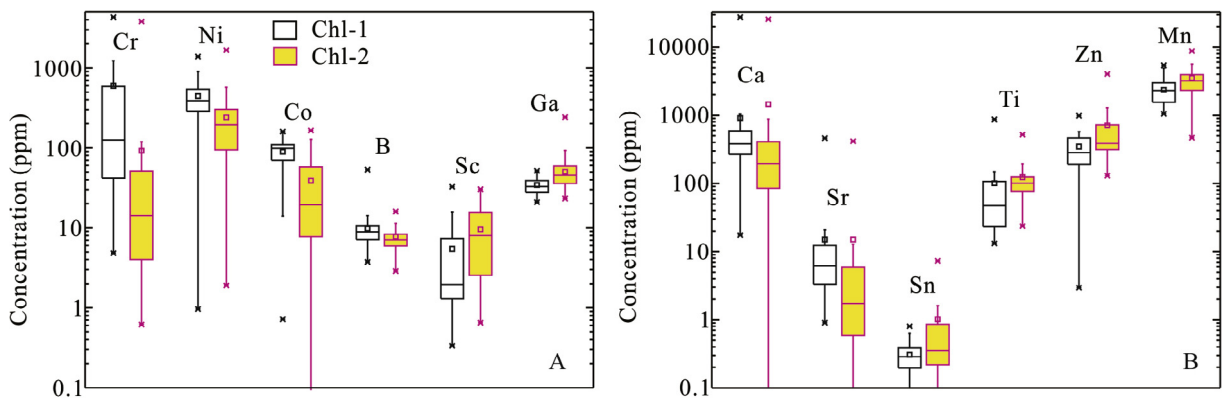 Concentration (ppm)
1000
100
10
1
0.1
Cr
Ni
Co
B
Sc
Ga
Chl-1
Chl-2
A
Concentration (ppm)
10000
1000
100
10
1
0.1
Ca
Sr
Sn
Ti
Zn
Mn
B